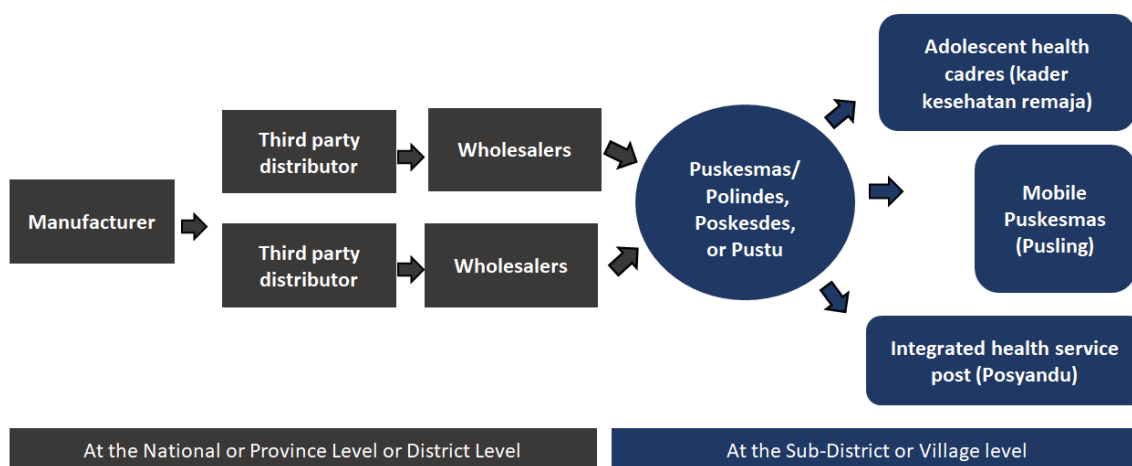 Manufacturer
Third party
distributor
Wholesalers
Third party
distributor
Wholesalers
Puskesmas/
Polindes,
Poskesdes,
or Pustu
Adolescent health
cadres (kader
kesehatan remaja)
Mobile
Puskesmas
(Pusling)
Integrated health service
post (Posyandu)
At the National or Province Level or District Level
At the Sub-District or Village level